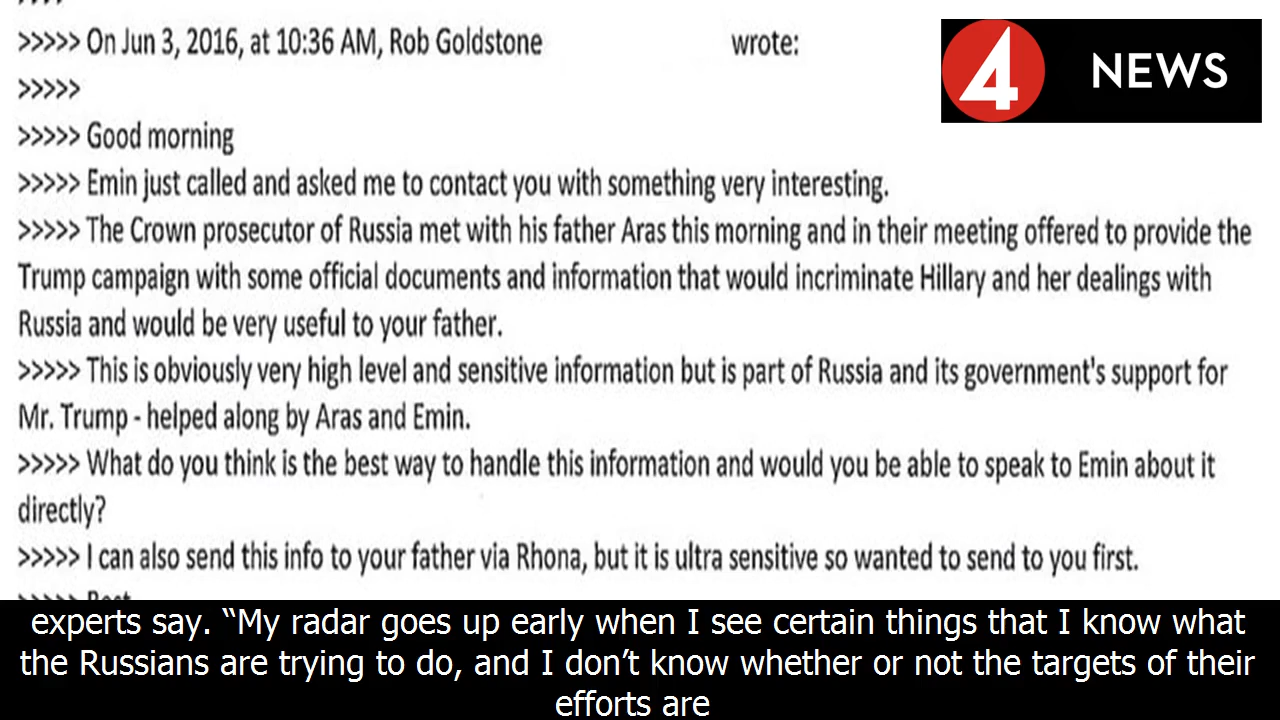 >>>>> On Jun 3, 2016, at 10:36 AM, Rob Goldstone wrote:
>>>>>
>>>>> Good morning
>>>>> Emin just called and asked me to contact you with something very interesting.
>>>>> The Crown prosecutor of Russia met with his father Aras this morning and in their meeting offered to provide the
Trump campaign with some official documents and information that would incriminate Hillary and her dealings with
Russia and would be very useful to your father.
>>>>> This is obviously very high level and sensitive information but is part of Russia and its government's support for
Mr. Trump - helped along by Aras and Emin.
>>>>> What do you think is the best way to handle this information and would you be able to speak to Emin about it
directly?
>>>>> I can also send this info to your father via Rhona, but it is ultra sensitive so wanted to send to you first.
>>>>> Best
4 NEWS
experts say. “My radar goes up early when I see certain things that I know what
the Russians are trying to do, and I don’t know whether or not the targets of their
efforts are